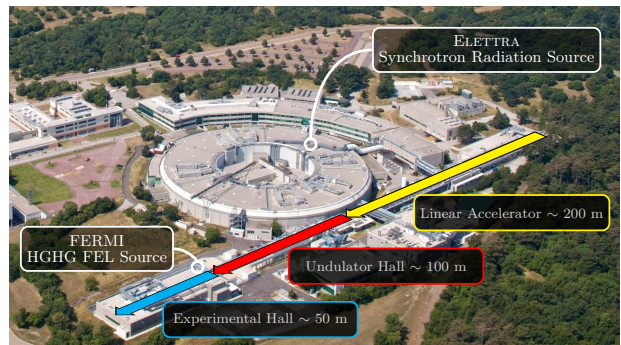 ELETTRA
Synchrotron Radiation Source
Linear Accelerator ∼ 200 m
FERMI
HGHG FEL Source
Undulator Hall ∼ 100 m
Experimental Hall ∼ 50 m